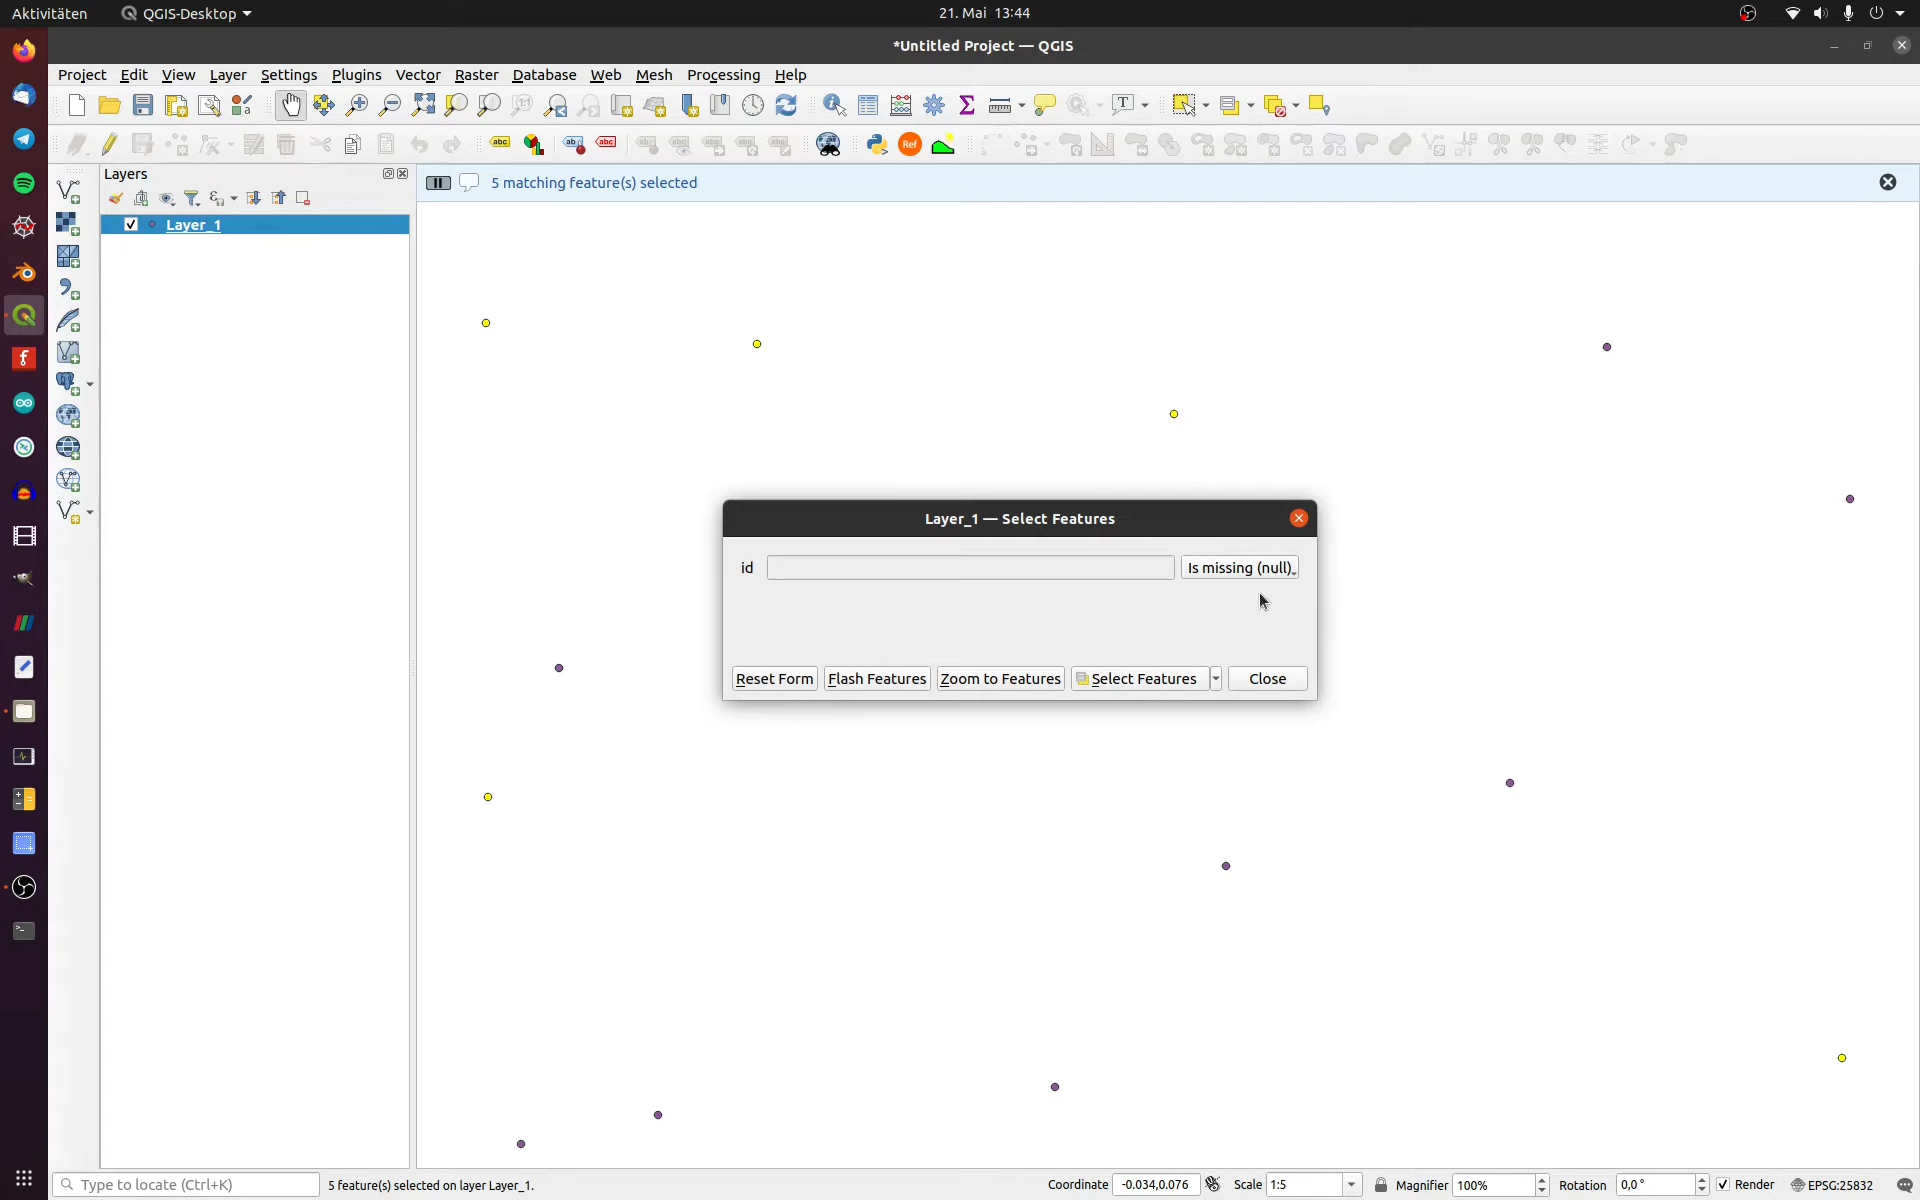 Aktivitäten QGIS-Desktop 21. Mai 13:44
*Untitled Project — QGIS
Project Edit View Layer Settings Plugins Vector Raster Database Web Mesh Processing Help
Layers
5 matching feature(s) selected
Layer_1
Layer_1 — Select Features
id Is missing (null)
Reset Form Flash Features Zoom to Features Select Features Close
Type to locate (Ctrl+K) 5 feature(s) selected on layer Layer_1. Coordinate -0.034,0.076 Scale 1:5 Magnifier 100% Rotation 0,0 ° Render EPSG:25832